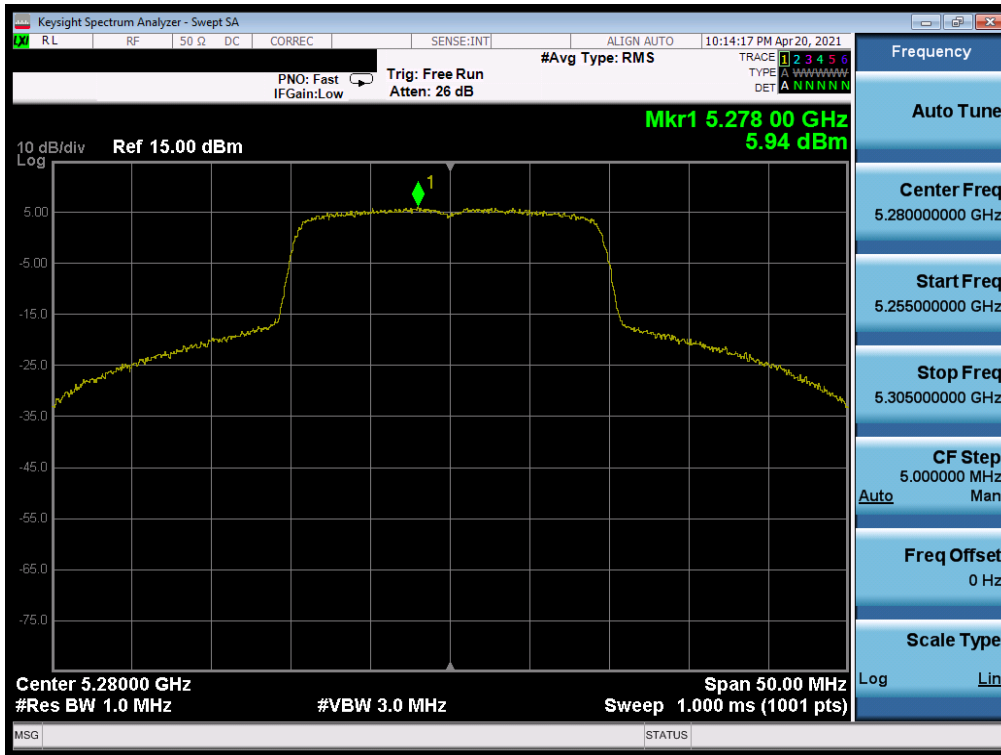 Keysight Spectrum Analyzer - Swept SA
LXI RL RF 50 Ω DC CORREC SENSE:INT ALIGN AUTO 10:14:17 PM Apr 20, 2021
#Avg Type: RMS
TRACE 1 2 3 4 5 6
PNO: Fast Trig: Free Run
TYPE A WWWWW
IFGain:Low Atten: 26 dB
DET A N N N N N
Mkr1 5.278 00 GHz
5.94 dBm
10 dB/div Ref 15.00 dBm
Log
1
5.00
-5.00
-15.0
-25.0
-35.0
-45.0
-55.0
-65.0
-75.0
Center 5.28000 GHz Span 50.00 MHz
#Res BW 1.0 MHz #VBW 3.0 MHz Sweep 1.000 ms (1001 pts)
MSG STATUS
Frequency
Auto Tune
Center Freq
5.280000000 GHz
Start Freq
5.255000000 GHz
Stop Freq
5.305000000 GHz
CF Step
5.000000 MHz
Auto Man
Freq Offset
0 Hz
Scale Type
Log Lin